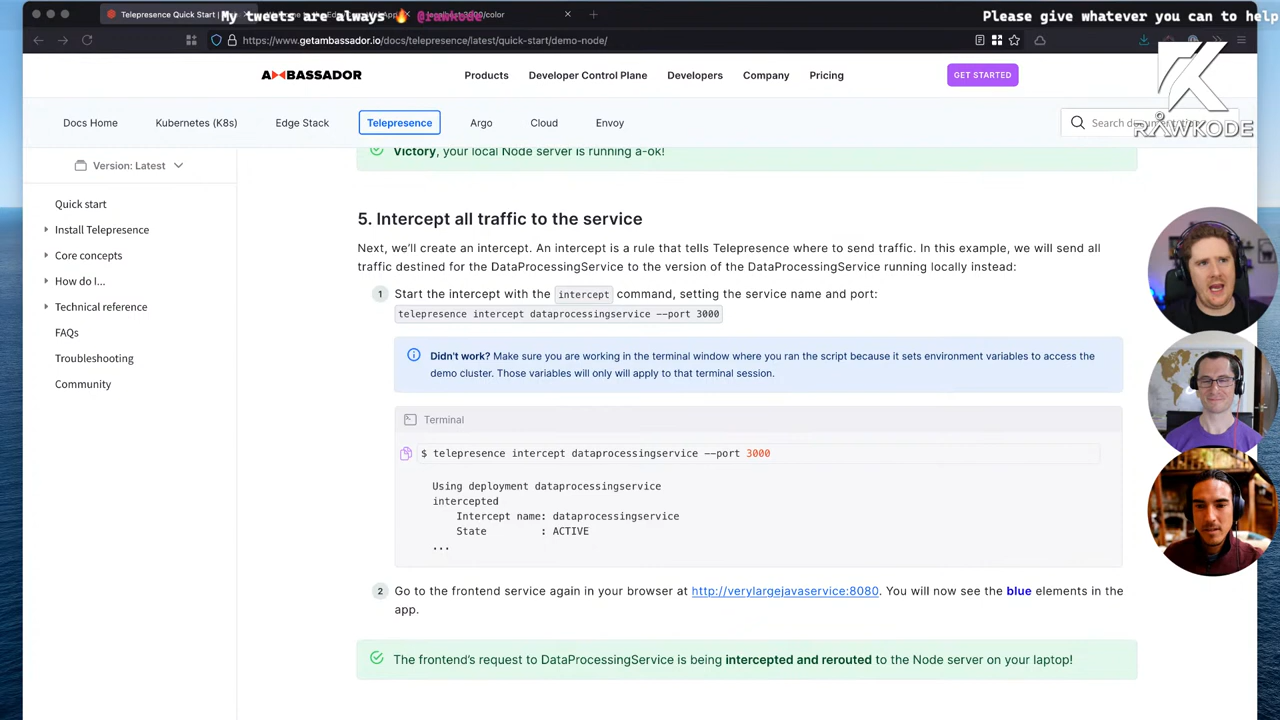 Telepresence Quick Start |
localhost:3000/color
My tweets are always 🔥 @rawkode
Please give whatever you can to help
https://www.getambassador.io/docs/telepresence/latest/quick-start/demo-node/
AMBASSADOR
Products
Developer Control Plane
Developers
Company
Pricing
GET STARTED
RAWKODE
Docs Home
Kubernetes (K8s)
Edge Stack
Telepresence
Argo
Cloud
Envoy
Search
Version: Latest
Quick start
Install Telepresence
Core concepts
How do I...
Technical reference
FAQs
Troubleshooting
Community
Victory, your local Node server is running a-ok!
5. Intercept all traffic to the service
Next, we’ll create an intercept. An intercept is a rule that tells Telepresence where to send traffic. In this example, we will send all
traffic destined for the DataProcessingService to the version of the DataProcessingService running locally instead:
1 Start the intercept with the intercept command, setting the service name and port:
telepresence intercept dataprocessingservice --port 3000
Didn't work? Make sure you are working in the terminal window where you ran the script because it sets environment variables to access the
demo cluster. Those variables will only will apply to that terminal session.
Terminal
$ telepresence intercept dataprocessingservice --port 3000
Using deployment dataprocessingservice
intercepted
Intercept name: dataprocessingservice
State : ACTIVE
...
2 Go to the frontend service again in your browser at http://verylargejavaservice:8080. You will now see the blue elements in the
app.
The frontend’s request to DataProcessingService is being intercepted and rerouted to the Node server on your laptop!